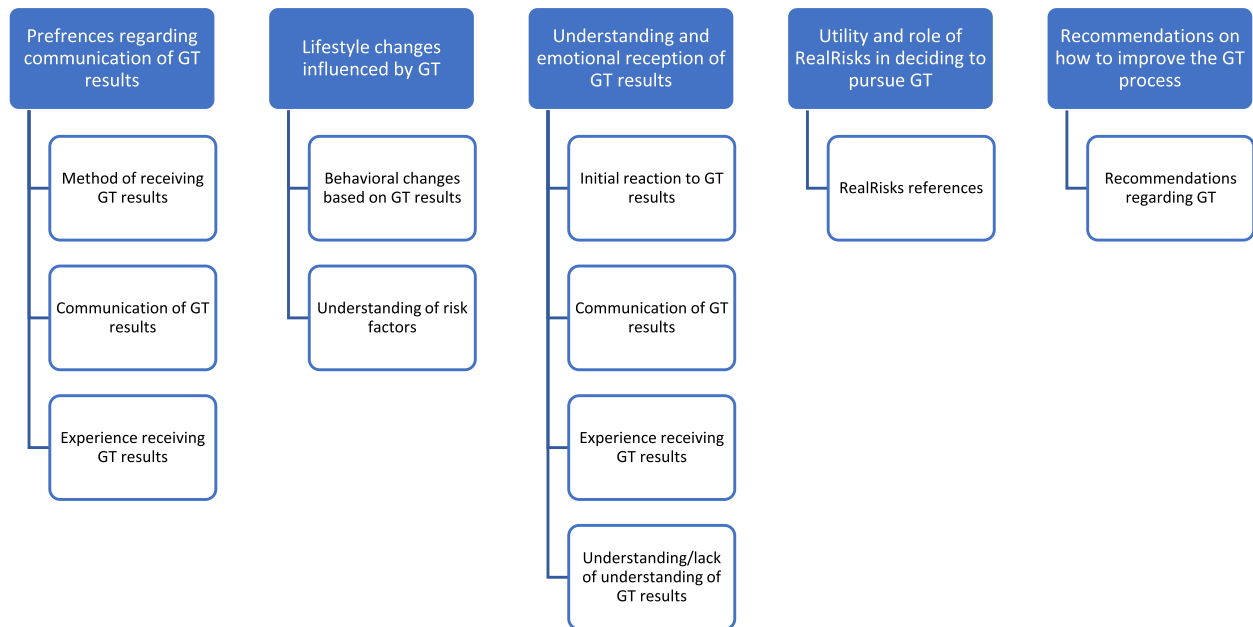 Prefrences regarding
communication of GT
results
Method of receiving
GT results
Communication of GT
results
Experience receiving
GT results
Lifestyle changes
influenced by GT
Behavioral changes
based on GT results
Understanding of risk
factors
Understanding and
emotional reception of
GT results
Initial reaction to GT
results
Communication of GT
results
Experience receiving
GT results
Understanding/lack
of understanding of
GT results
Utility and role of
RealRisks in deciding to
pursue GT
RealRisks references
Recommendations on
how to improve the GT
process
Recommendations
regarding GT